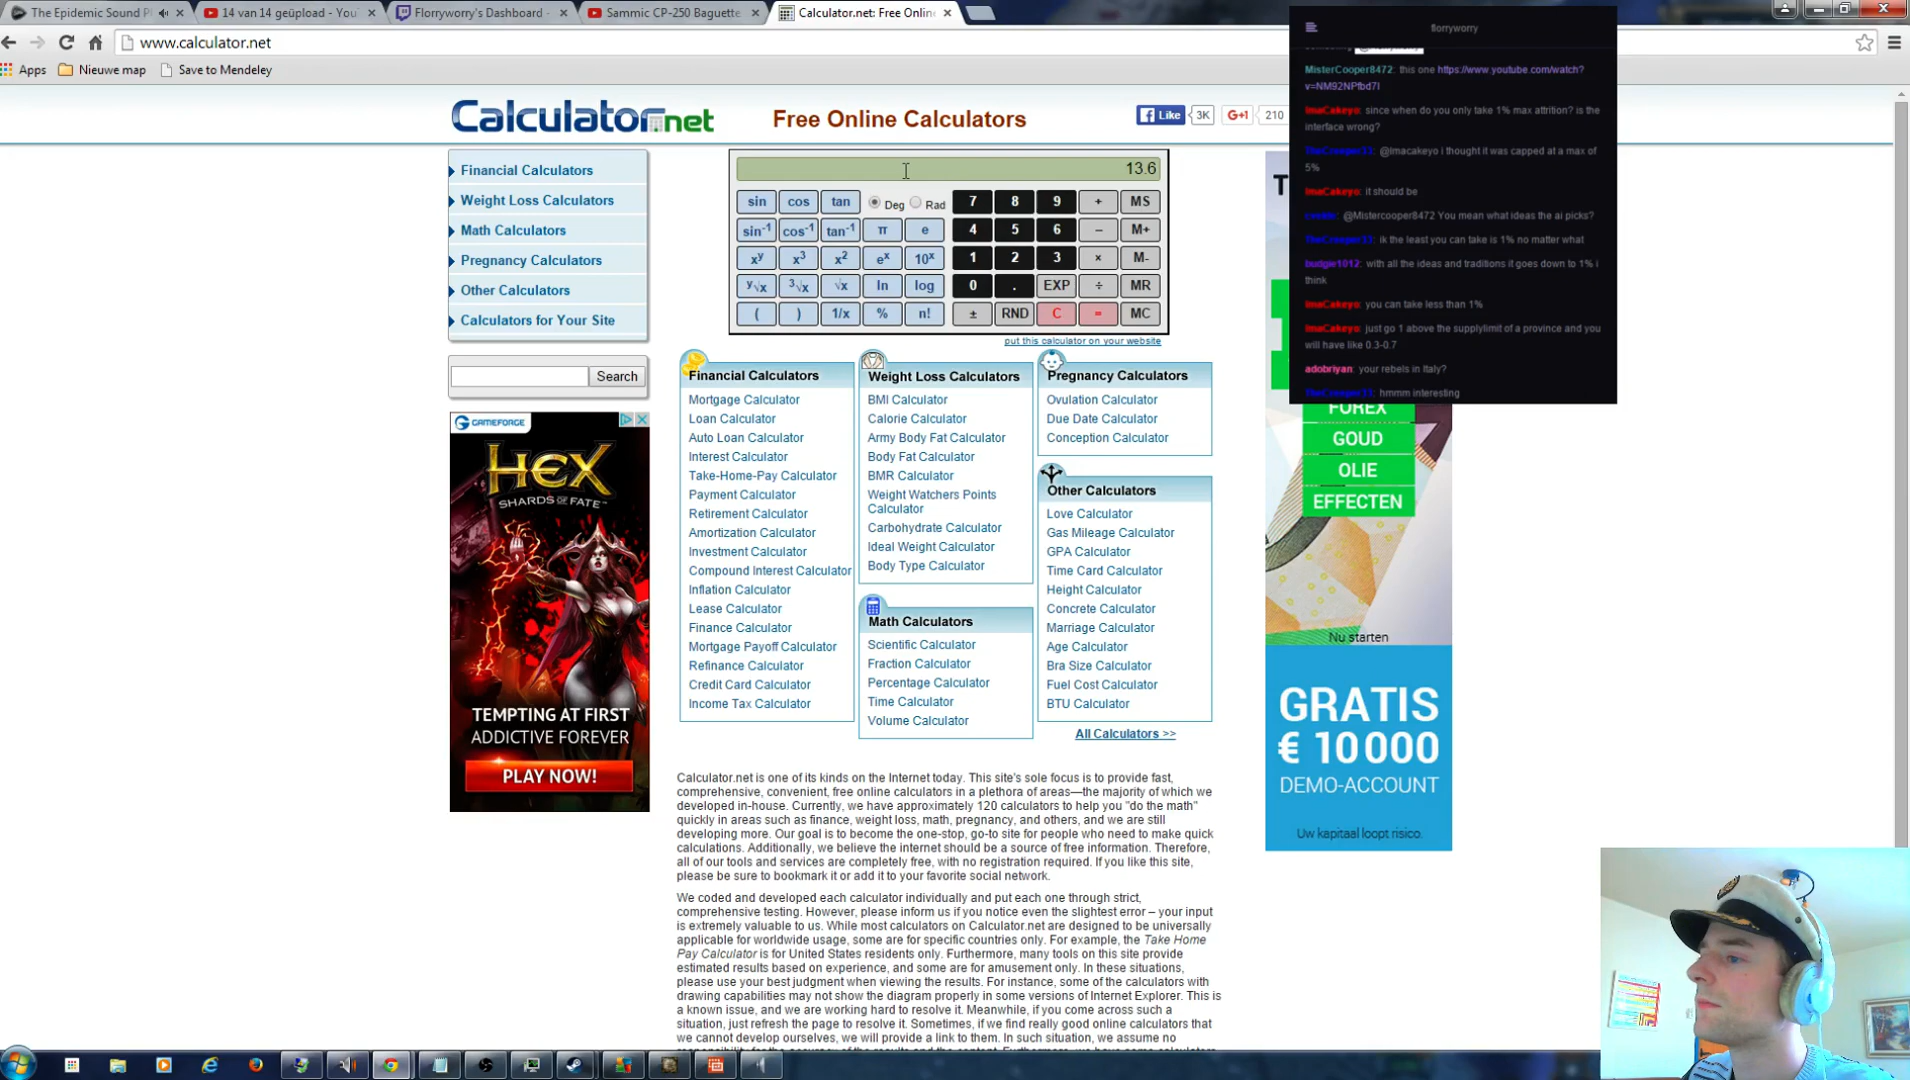 The Epidemic Sound Pl
14 van 14 geüpload - You
Florryworry's Dashboard -
Sammic CP-250 Baguette
Calculator.net: Free Onlin
www.calculator.net
Apps
Nieuwe map
Save to Mendeley
Calculator.net
Free Online Calculators
Like
3K
G+1
210
Financial Calculators
Weight Loss Calculators
Math Calculators
Pregnancy Calculators
Other Calculators
Calculators for Your Site
Search
13.6
sin cos tan Deg Rad 7 8 9 + MS
sin-1 cos-1 tan-1 π e 4 5 6 – M+
xy x3 x2 ex 10x 1 2 3 × M-
y√x 3√x √x ln log 0 . EXP ÷ MR
( ) 1/x % n! ± RND C = MC
put this calculator on your website
Financial Calculators
Mortgage Calculator
Loan Calculator
Auto Loan Calculator
Interest Calculator
Take-Home-Pay Calculator
Payment Calculator
Retirement Calculator
Amortization Calculator
Investment Calculator
Compound Interest Calculator
Inflation Calculator
Lease Calculator
Finance Calculator
Mortgage Payoff Calculator
Refinance Calculator
Credit Card Calculator
Income Tax Calculator
Weight Loss Calculators
BMI Calculator
Calorie Calculator
Army Body Fat Calculator
Body Fat Calculator
BMR Calculator
Weight Watchers Points
Calculator
Carbohydrate Calculator
Ideal Weight Calculator
Body Type Calculator
Math Calculators
Scientific Calculator
Fraction Calculator
Percentage Calculator
Time Calculator
Volume Calculator
Pregnancy Calculators
Ovulation Calculator
Due Date Calculator
Conception Calculator
Other Calculators
Love Calculator
Gas Mileage Calculator
GPA Calculator
Time Card Calculator
Height Calculator
Concrete Calculator
Marriage Calculator
Age Calculator
Bra Size Calculator
Fuel Cost Calculator
BTU Calculator
All Calculators >>
Calculator.net is one of its kinds on the Internet today. This site's sole focus is to provide fast,
comprehensive, convenient, free online calculators in a plethora of areas—the majority of which we
developed in-house. Currently, we have approximately 120 calculators to help you "do the math"
quickly in areas such as finance, weight loss, math, pregnancy, and others, and we are still
developing more. Our goal is to become the one-stop, go-to site for people who need to make quick
calculations. Additionally, we believe the internet should be a source of free information. Therefore,
all of our tools and services are completely free, with no registration required. If you like this site,
please be sure to bookmark it or add it to your favorite social network.
We coded and developed each calculator individually and put each one through strict,
comprehensive testing. However, please inform us if you notice even the slightest error – your input
is extremely valuable to us. While most calculators on Calculator.net are designed to be universally
applicable for worldwide usage, some are for specific countries only. For example, the Take Home
Pay Calculator is for United States residents only. Furthermore, many tools on this site provide
estimated results based on experience, and some are for amusement only. In these situations,
please use your best judgment when viewing the results. For instance, some of the calculators with
drawing capabilities may not show the diagram properly in some versions of Internet Explorer. This is
a known issue, and we are working hard to resolve it. Meanwhile, if you come across such a
situation, just refresh the page to resolve it. Sometimes, if we find really good online calculators that
we cannot develop ourselves, we will provide a link to them. In such situation, we assume no
GAMEFORGE
HEX
SHARDS OF FATE
TEMPTING AT FIRST
ADDICTIVE FOREVER
PLAY NOW!
florryworry
MisterCooper8472: this one https://www.youtube.com/watch?
v=NM92NPfbd7I
ImaCakeyo: since when do you only take 1% max attrition? is the
interface wrong?
@Imacakeyo i thought it was capped at a max of
5%
ImaCakeyo: it should be
@Mistercooper8472 You mean what ideas the ai picks?
ik the least you can take is 1% no matter what
budgie1012: with all the ideas and traditions it goes down to 1% i
think
ImaCakeyo: you can take less than 1%
ImaCakeyo: just go 1 above the supplylimit of a province and you
will have like 0.3-0.7
adobriyan: your rebels in Italy?
hmmm interesting
FOREX
GOUD
OLIE
EFFECTEN
Nu starten
GRATIS
€ 10 000
DEMO-ACCOUNT
Uw kapitaal loopt risico.